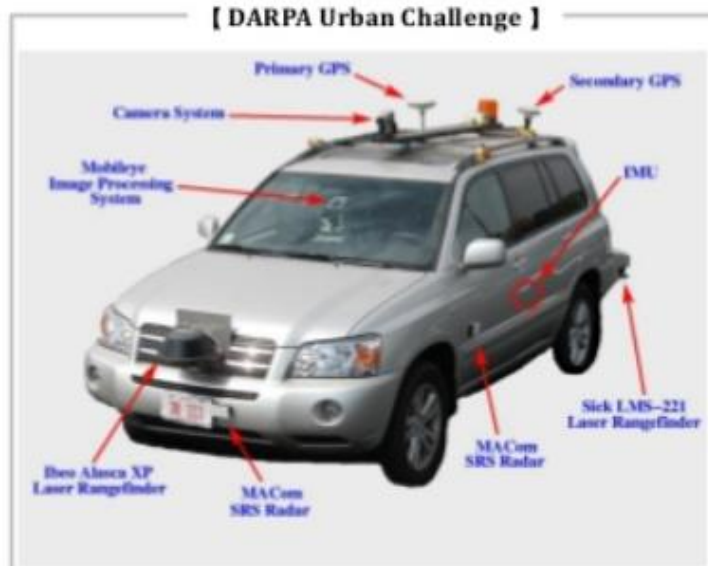 【 DARPA Urban Challenge 】
Primary GPS
Secondary GPS
Camera System
Mobileye
Image Processing
System
IMU
Sick LMS-221
Laser Rangefinder
MACom
SRS Radar
Ibeo Alasca XP
Laser Rangefinder
MACom
SRS Radar